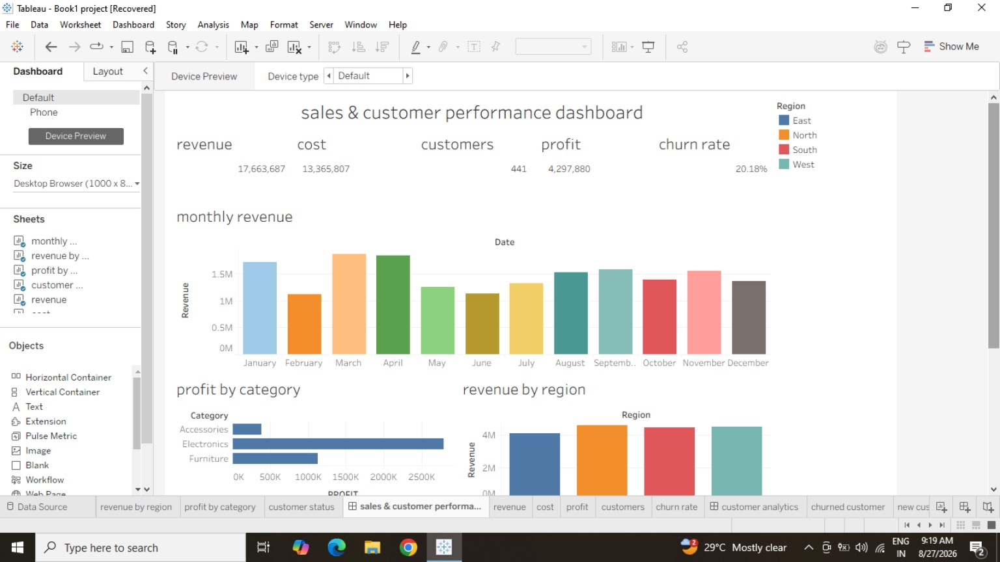 Tableau - Book1 project [Recovered]
File Data Worksheet Dashboard Story Analysis Map Format Server Window Help
Show Me
Dashboard Layout
Device Preview Device type Default
Default
Phone
Device Preview
Size
Desktop Browser (1000 x 8...
Sheets
monthly ...
revenue by ...
profit by ...
customer ...
revenue
Objects
Horizontal Container
Vertical Container
Text
Extension
Pulse Metric
Image
Blank
Workflow
Web Page
sales & customer performance dashboard
Region
East
North
South
West
revenue cost customers profit churn rate
17,663,687 13,365,807 441 4,297,880 20.18%
monthly revenue
Date
Revenue
1.5M
1M
0.5M
0M
January February March April May June July August Septemb.. October November December
profit by category
Category
Accessories
Electronics
Furniture
0K 500K 1000K 1500K 2000K 2500K
PROFIT
revenue by region
Region
Revenue
4M
2M
0M
Data Source revenue by region profit by category customer status sales & customer performa... revenue cost profit customers churn rate customer analytics churned customer new cus
Type here to search
2
29°C Mostly clear
ENG
IN
9:19 AM
8/27/2026
2